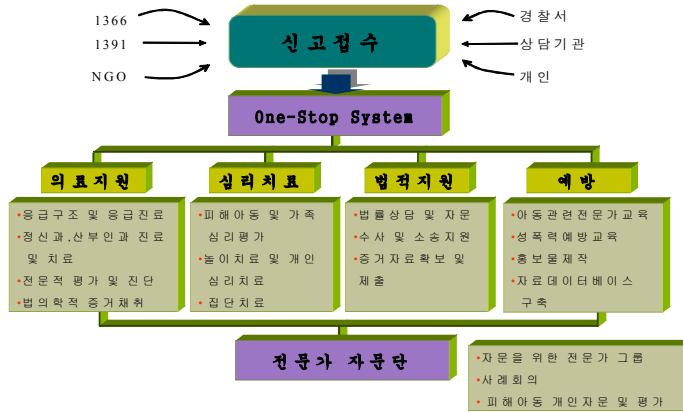 1366
1391
NGO
신고접수
경찰서
상담기관
개인
One-Stop System
의료지원
•응급구조 및 응급진료
•정신과,산부인과 진료
및 치료
•전문적 평가 및 진단
•법의학적 증거채취
심리치료
•피해아동 및 가족
심리평가
•놀이치료 및 개인
심리치료
• 집단치료
법적지원
•법률상담 및 자문
•수사 및 소송지원
•증거자료확보 및
제출
예방
•아동관련전문가교육
•성폭력예방교육
•홍보물제작
•자료데이터베이스
구축
전문가 자문단
•자문을 위한 전문가 그룹
•사례회의
• 피해아동 개인자문 및 평가